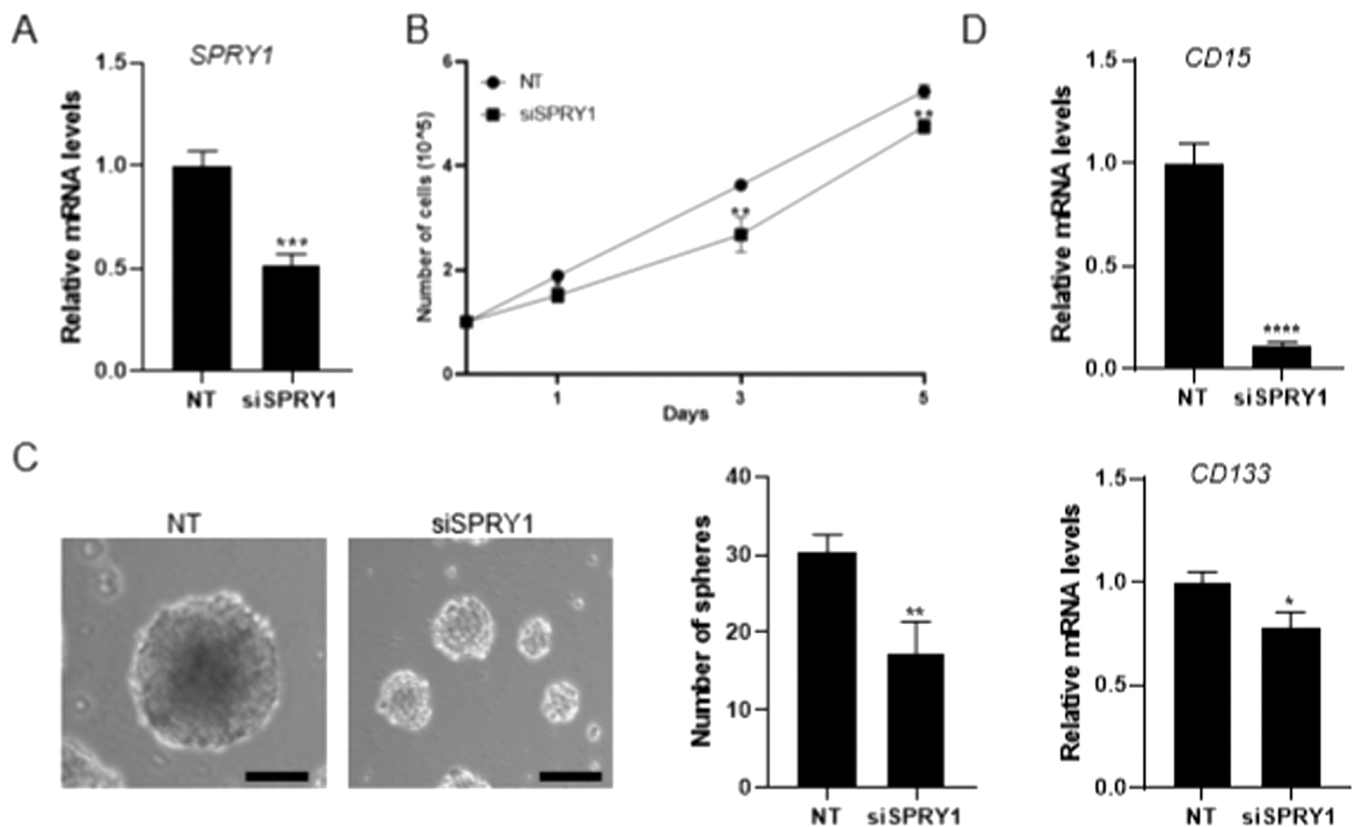 A
SPRY1
Relative mRNA levels
1.5
1.0
0.5
0.0
***
NT
siSPRY1
B
Number of cells (10^5)
6
4
2
0
NT
siSPRY1
**
**
1
3
5
Days
D
CD15
Relative mRNA levels
1.5
1.0
0.5
0.0
****
NT
siSPRY1
C
NT
siSPRY1
Number of spheres
40
30
20
10
0
**
NT
siSPRY1
CD133
Relative mRNA levels
1.5
1.0
0.5
0.0
*
NT
siSPRY1